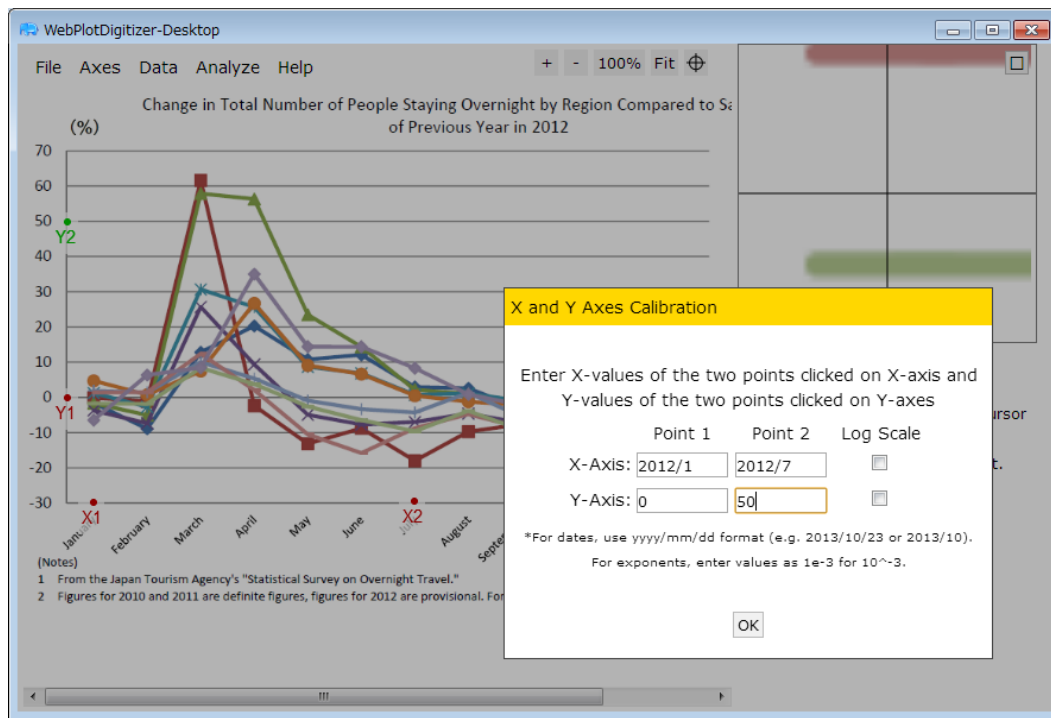 WebPlotDigitizer-Desktop
File Axes Data Analyze Help
+ - 100% Fit
Change in Total Number of People Staying Overnight by Region Compared to Sa
of Previous Year in 2012
(%)
70
60
50
Y2
40
30
20
10
0
Y1
-10
-20
-30
X1
X2
January
February
March
April
May
June
August
(Notes)
1 From the Japan Tourism Agency's "Statistical Survey on Overnight Travel."
2 Figures for 2010 and 2011 are definite figures, figures for 2012 are provisional. For
X and Y Axes Calibration
Enter X-values of the two points clicked on X-axis and
Y-values of the two points clicked on Y-axes
Point 1 Point 2 Log Scale
X-Axis: 2012/1 2012/7
Y-Axis: 0 50
*For dates, use yyyy/mm/dd format (e.g. 2013/10/23 or 2013/10).
For exponents, enter values as 1e-3 for 10^-3.
OK